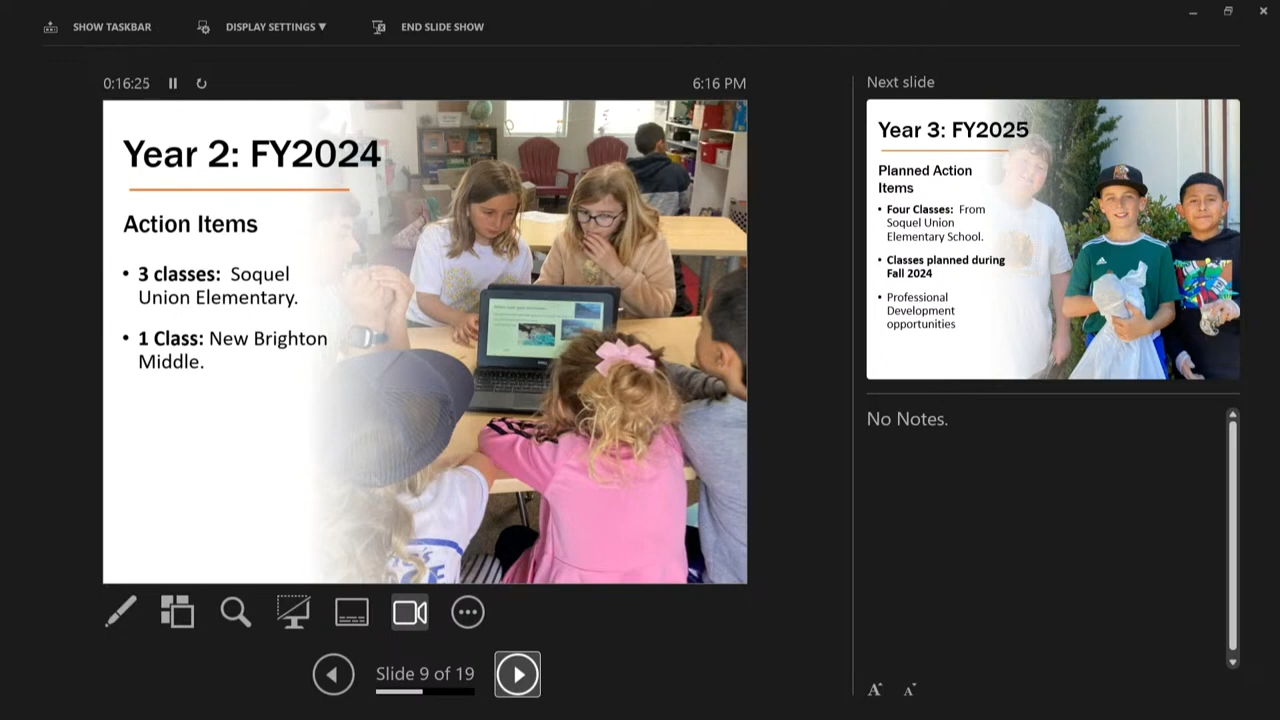 SHOW TASKBAR
DISPLAY SETTINGS ▼
END SLIDE SHOW
0:16:25
6:16 PM
Year 2: FY2024
Action Items
• 3 classes: Soquel
Union Elementary.
• 1 Class: New Brighton
Middle.
Slide 9 of 19
Next slide
Year 3: FY2025
Planned Action
Items
• Four Classes: From
Soquel Union
Elementary School.
• Classes planned during
Fall 2024
• Professional
Development
opportunities
No Notes.
A A